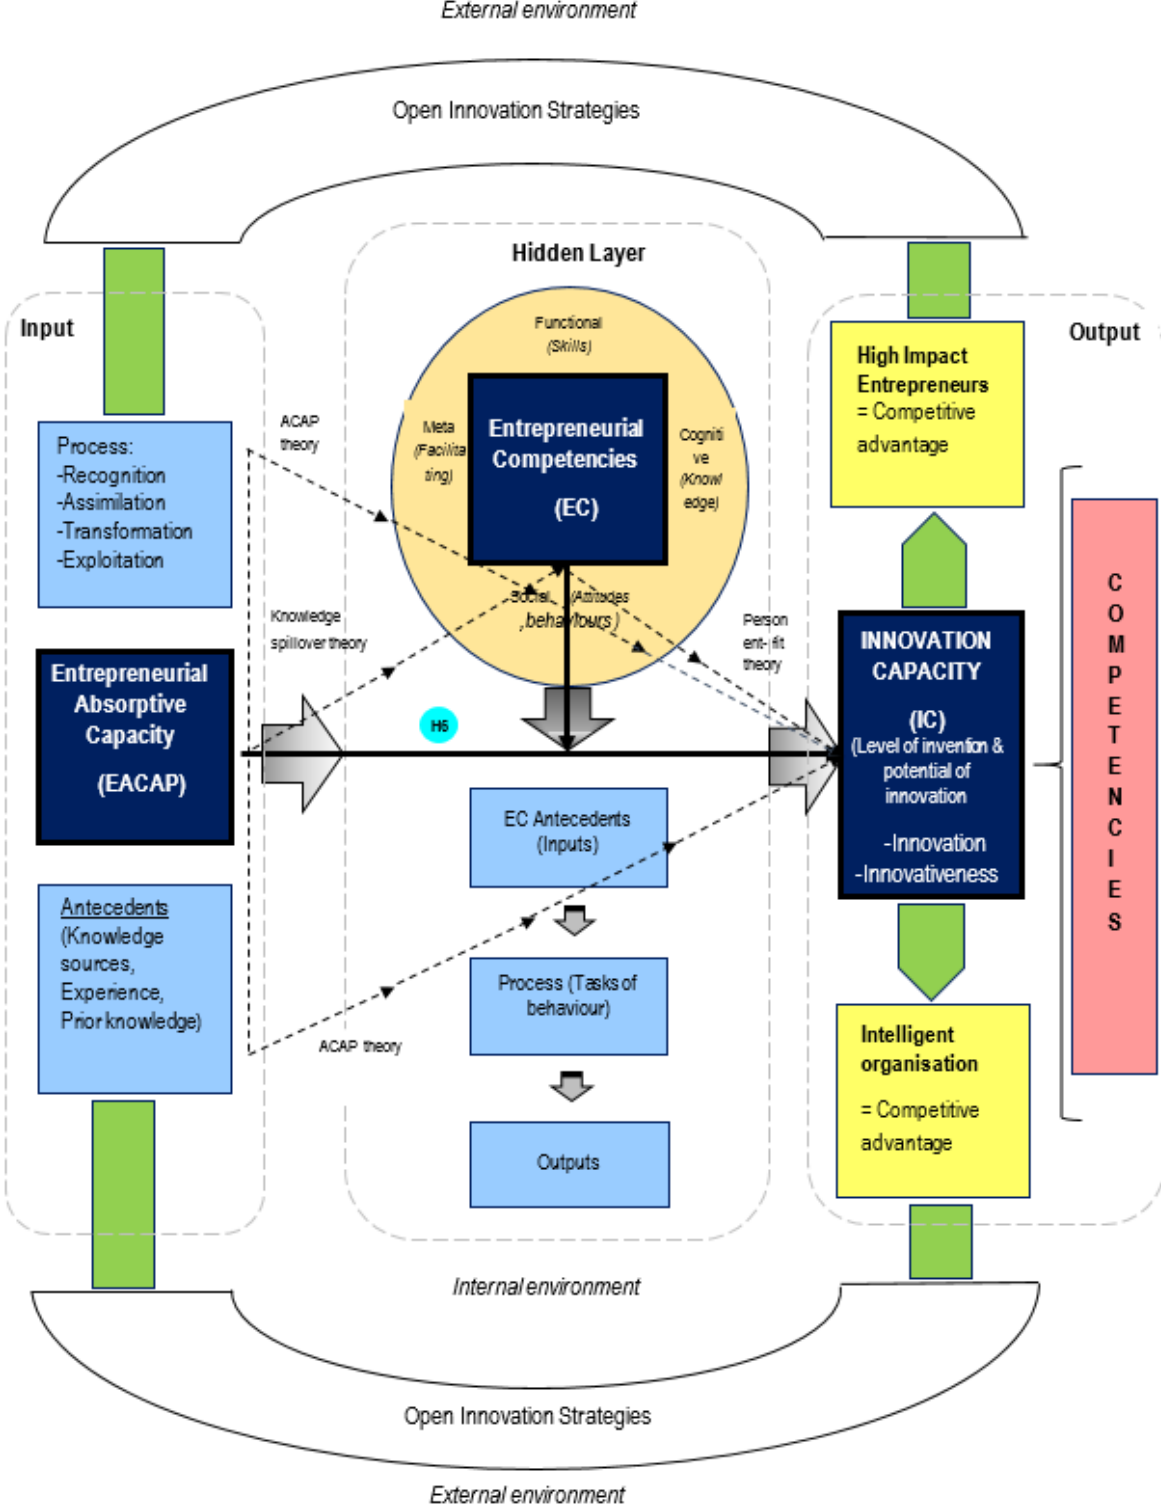 External environment
Open Innovation Strategies
Hidden Layer
Input
Output
Functional
(Skills)
Meta
(Facilita
ting)
Entrepreneurial
Competencies
(EC)
Cogniti
ve
(Knowl
edge)
Social, (Attitudes
,behaviours)
ACAP
theory
Process:
-Recognition
-Assimilation
-Transformation
-Exploitation
Knowledge
spillover theory
Person
ent- fit
theory
High Impact
Entrepreneurs
= Competitive
advantage
Entrepreneurial
Absorptive
Capacity
(EACAP)
H6
INNOVATION
CAPACITY
(IC)
(Level of invention &
potential of
innovation
-Innovation
-Innovativeness
C
O
M
P
E
T
E
N
C
I
E
S
EC Antecedents
(Inputs)
Antecedents
(Knowledge
sources,
Experience,
Prior knowledge)
Process (Tasks of
behaviour)
ACAP theory
Outputs
Intelligent
organisation
= Competitive
advantage
Internal environment
Open Innovation Strategies
External environment